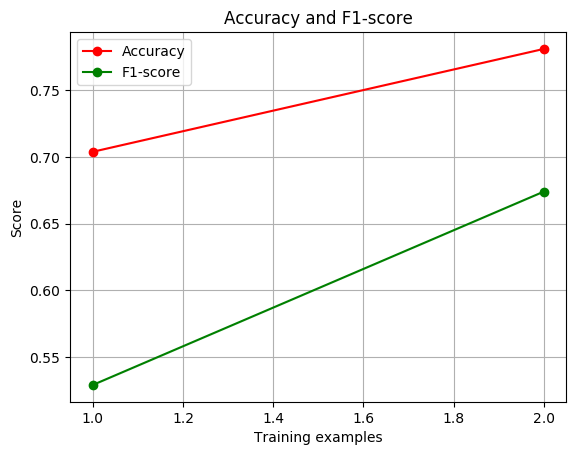 Accuracy and F1-score
Accuracy
F1-score
0.75
0.70
0.65
0.60
0.55
Score
1.0 1.2 1.4 1.6 1.8 2.0
Training examples